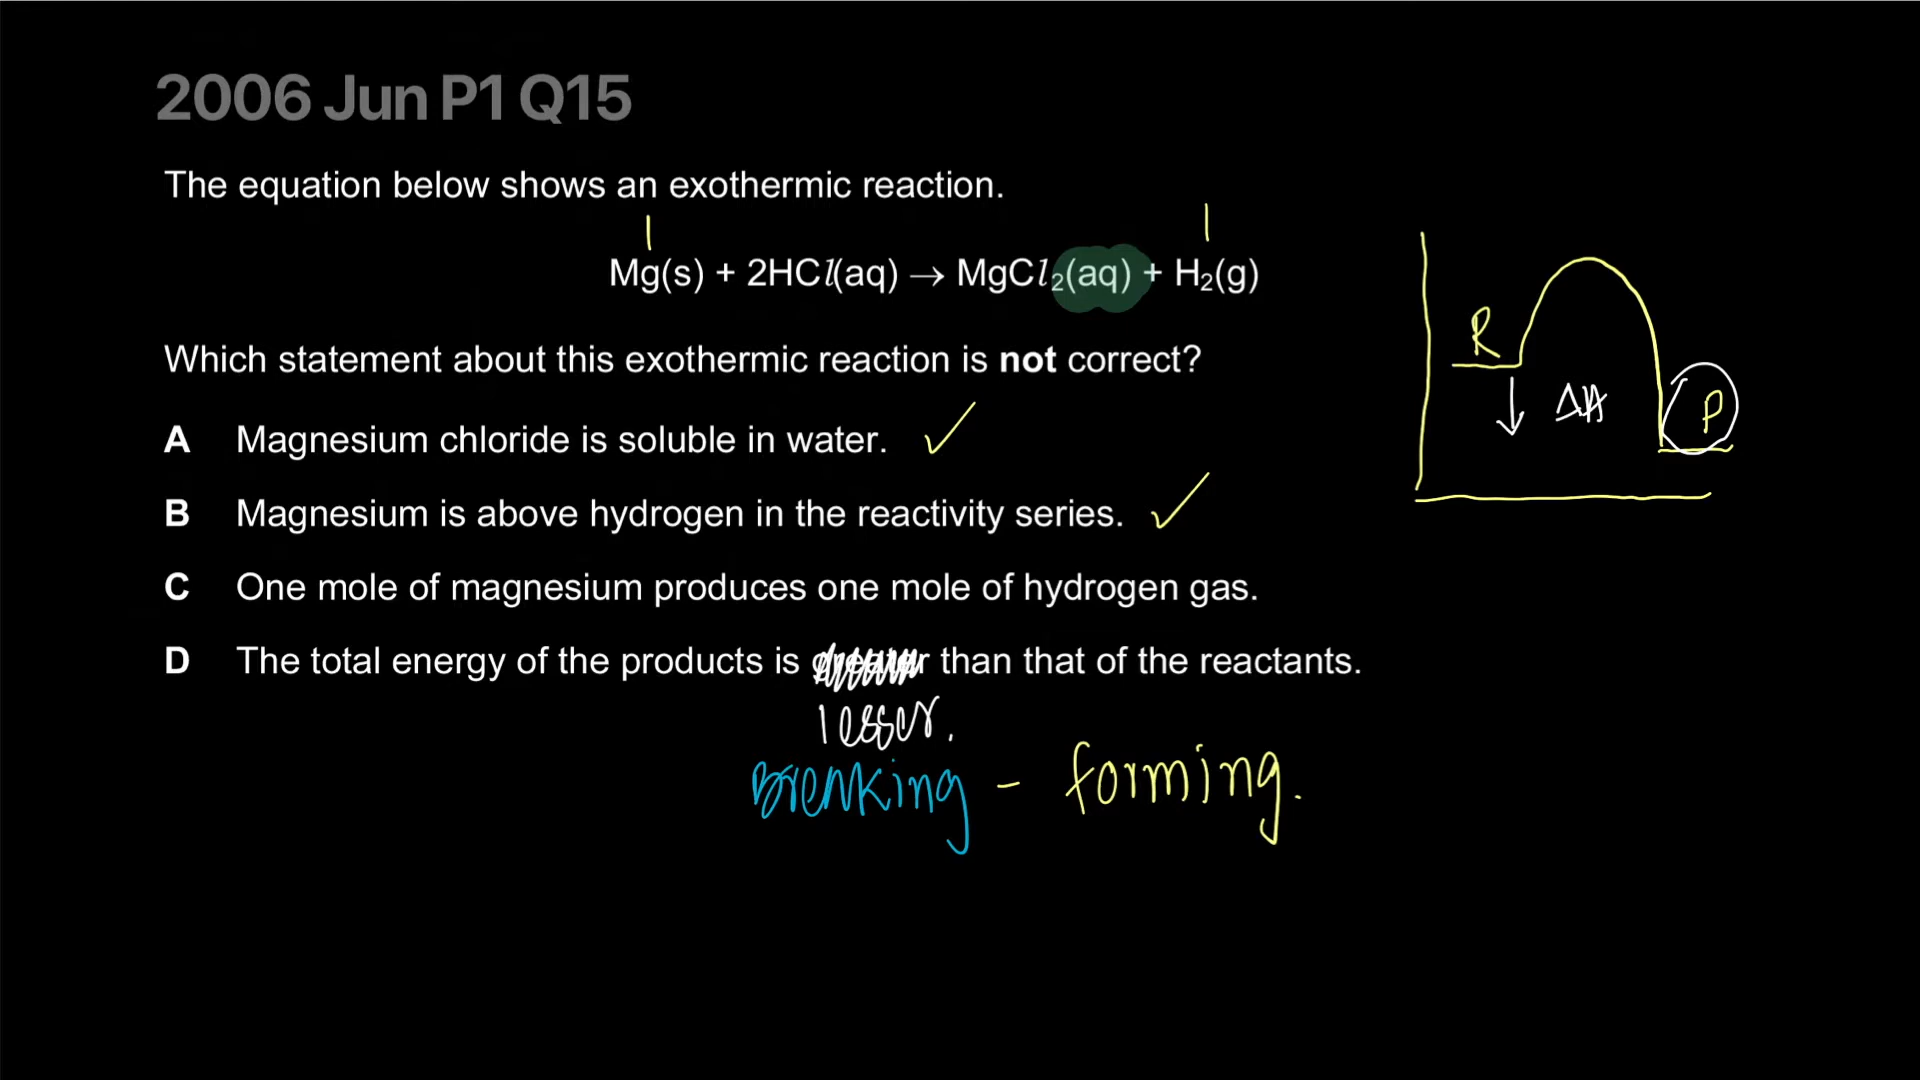 2006 Jun P1 Q15
The equation below shows an exothermic reaction.
Mg(s) + 2HCl(aq) → MgCl₂(aq) + H₂(g)
Which statement about this exothermic reaction is not correct?
A Magnesium chloride is soluble in water.
B Magnesium is above hydrogen in the reactivity series.
C One mole of magnesium produces one mole of hydrogen gas.
D The total energy of the products is than that of the reactants.
lesser.
Breaking - forming.
R
ΔH
P